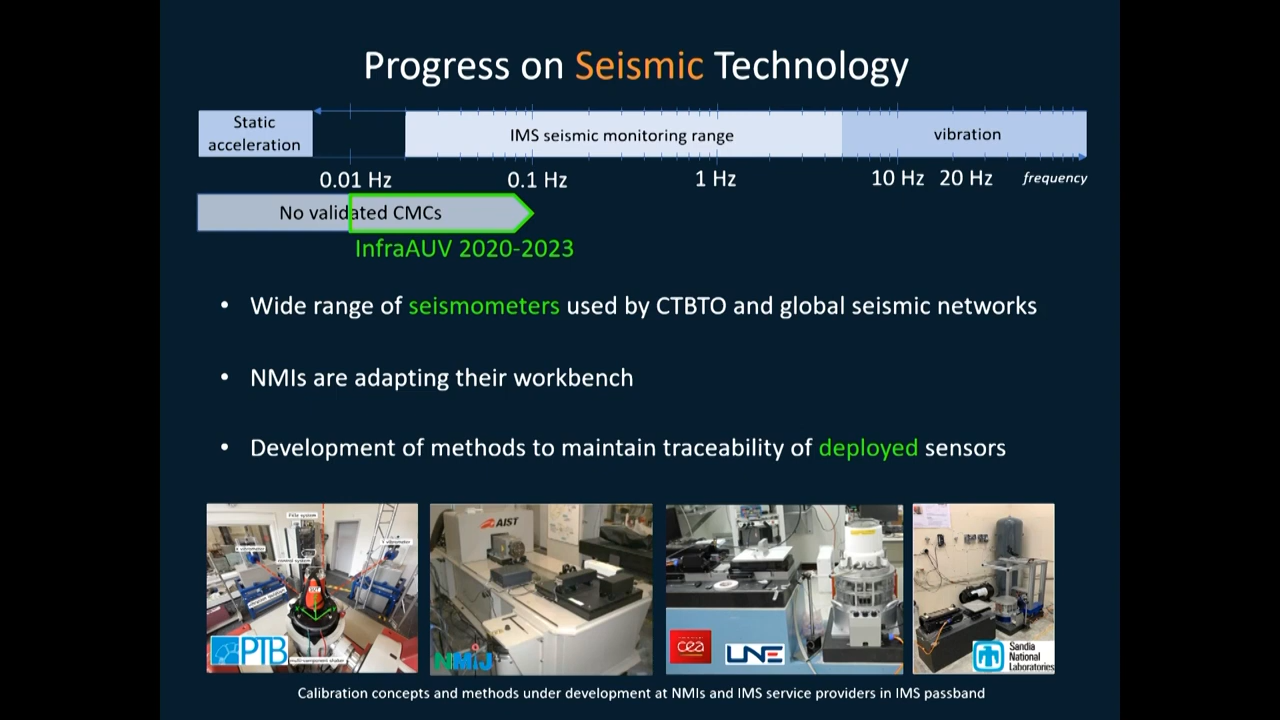 Progress on Seismic Technology
Static
acceleration
IMS seismic monitoring range
vibration
0.01 Hz
0.1 Hz
1 Hz
10 Hz
20 Hz
frequency
No validated CMCs
InfraAUV 2020-2023
• Wide range of seismometers used by CTBTO and global seismic networks
• NMIs are adapting their workbench
• Development of methods to maintain traceability of deployed sensors
PTB
multi-component shaker
AIST
NMIJ
cea
LNE
Sandia
National
Laboratories
Calibration concepts and methods under development at NMIs and IMS service providers in IMS passband